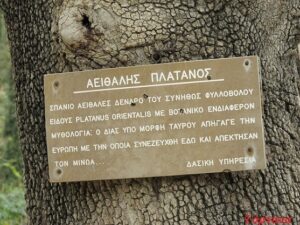 ΑΕΙΘΑΛΗΣ ΠΛΑΤΑΝΟΣ
ΣΠΑΝΙΟ ΑΕΙΘΑΛΕΣ ΔΕΝΔΡΟ ΤΟΥ ΣΥΝΗΘΩΣ ΦΥΛΛΟΒΟΛΟΥ
ΕΙΔΟΥΣ PLATANUS ORIENTALIS ΜΕ ΒΟΤΑΝΙΚΟ ΕΝΔΙΑΦΕΡΟΝ
ΜΥΘΟΛΟΓΙΑ: Ο ΔΙΑΣ ΥΠΟ ΜΟΡΦΗ ΤΑΥΡΟΥ ΑΠΗΓΑΓΕ ΤΗΝ
ΕΥΡΩΠΗ ΜΕ ΤΗΝ ΟΠΟΙΑ ΣΥΝΕΖΕΥΧΘΗ ΕΔΩ ΚΑΙ ΑΠΕΚΤΗΣΑΝ
ΤΟΝ ΜΙΝΩΑ... ΔΑΣΙΚΗ ΥΠΗΡΕΣΙΑ